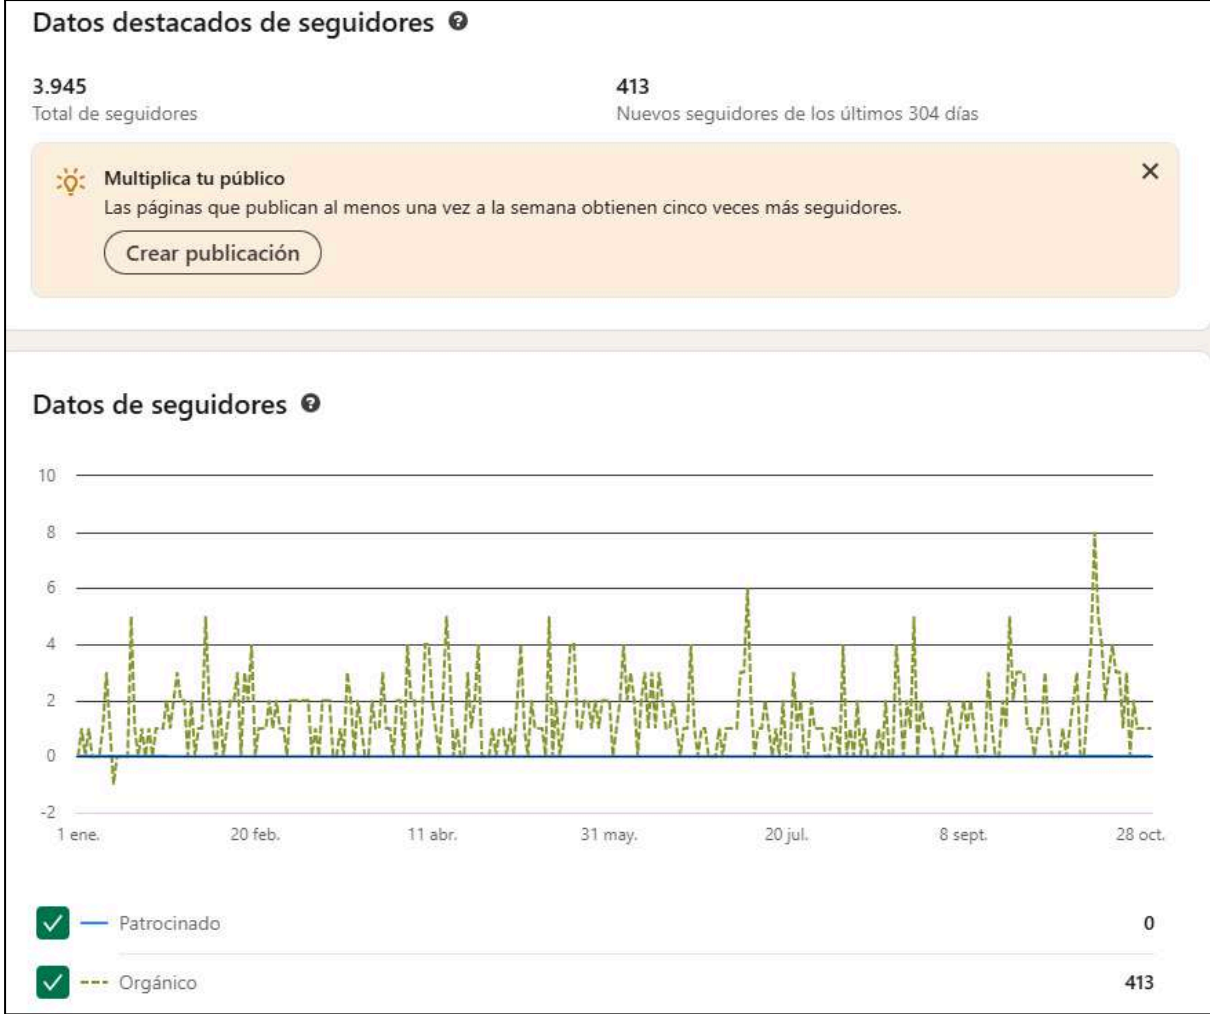 Datos destacados de seguidores
3.945
Total de seguidores
413
Nuevos seguidores de los últimos 304 días
Multiplica tu público
Las páginas que publican al menos una vez a la semana obtienen cinco veces más seguidores.
Crear publicación
Datos de seguidores
10
8
6
4
2
0
-2
1 ene. 20 feb. 11 abr. 31 may. 20 jul. 8 sept. 28 oct.
Patrocinado 0
Orgánico 413